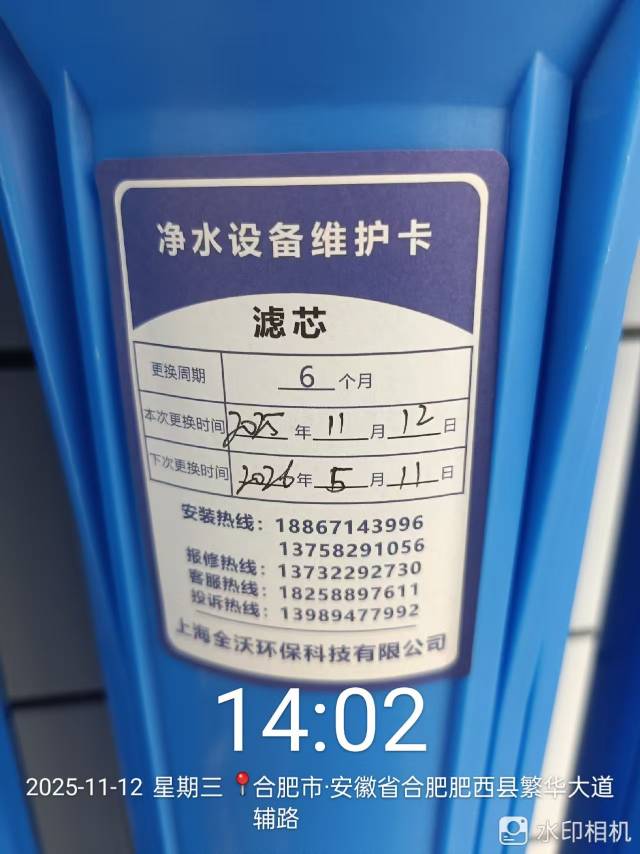 净水设备维护卡
滤芯
更换周期 6 个月
本次更换时间 2025 年 11 月 12 日
下次更换时间 2026 年 5 月 11 日
安装热线：18867143996
13758291056
报修热线：13732292730
客服热线：18258897611
投诉热线：13989477992
上海全沃环保科技有限公司
14:02
2025-11-12 星期三 合肥市·安徽省合肥肥西县繁华大道
辅路
水印相机